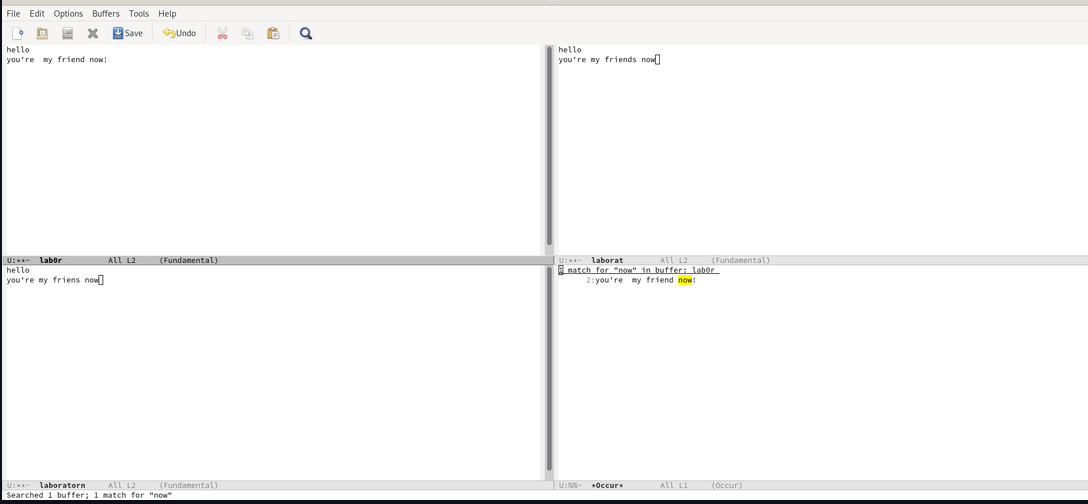 File Edit Options Buffers Tools Help
Save Undo
hello
you're  my friend now!
U:**-  lab0r          All L2     (Fundamental)
hello
you're my friends now
U:**-  laborat        All L2     (Fundamental)
hello
you're my friens now
U:**-  laboratorn     All L2     (Fundamental)
1 match for "now" in buffer: lab0r
2:you're  my friend now!
U:%%-  *Occur*        All L1     (Occur)
Searched 1 buffer; 1 match for "now"